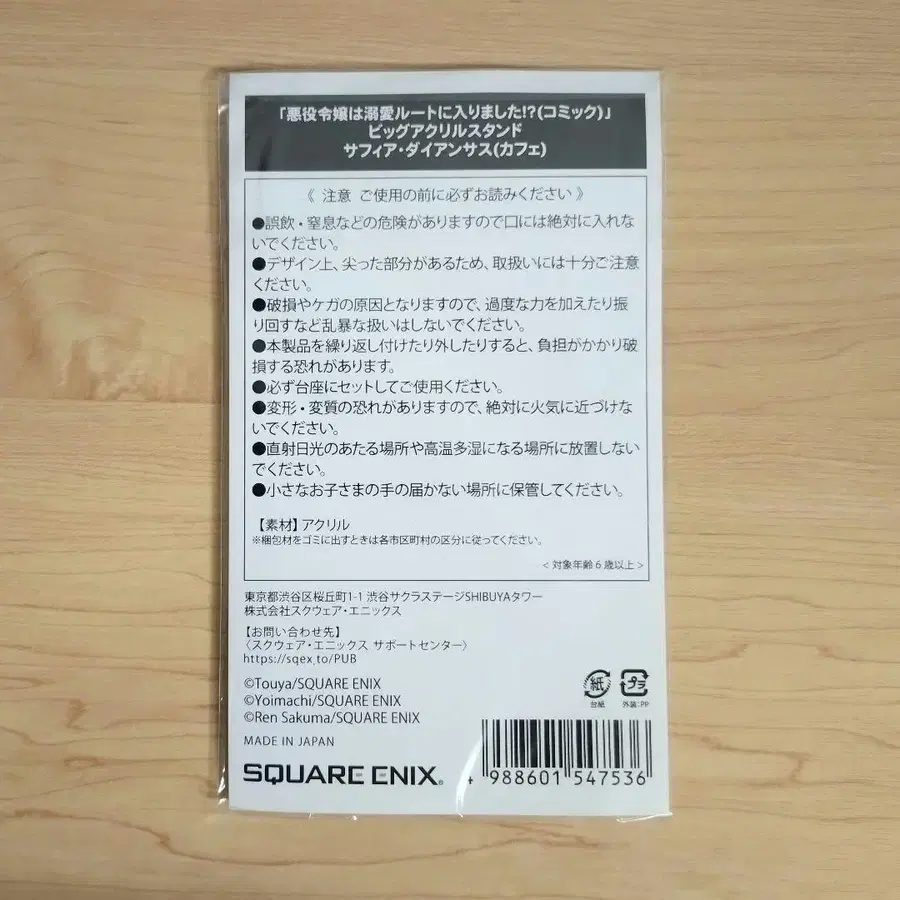 「悪役令嬢は溺愛ルートに入りました!?(コミック)」
ビッグアクリルスタンド
サフィア・ダイアンサス(カフェ)
《 注意 ご使用の前に必ずお読みください 》
●誤飲・窒息などの危険がありますので口には絶対に入れな
いでください。
●デザイン上、尖った部分があるため、取扱いには十分ご注意
ください。
●破損やケガの原因となりますので、過度な力を加えたり振
り回すなど乱暴な扱いはしないでください。
●本製品を繰り返し付けたり外したりすると、負担がかかり破
損する恐れがあります。
●必ず台座にセットしてご使用ください。
●変形・変質の恐れがありますので、絶対に火気に近づけな
いでください。
●直射日光のあたる場所や高温多湿になる場所に放置しない
でください。
●小さなお子さまの手の届かない場所に保管してください。
【素材】アクリル
※梱包材をゴミに出すときは各市区町村の区分に従ってください。
<対象年齢6歳以上>
東京都渋谷区桜丘町1-1 渋谷サクラステージSHIBUYAタワー
株式会社スクウェア・エニックス
【お問い合わせ先】
〈スクウェア・エニックス サポートセンター〉
https://sqex.to/PUB
©Touya/SQUARE ENIX
©Yoimachi/SQUARE ENIX
©Ren Sakuma/SQUARE ENIX
MADE IN JAPAN
SQUARE ENIX®
紙
台紙
プラ
外装:PP
4 988601 547536